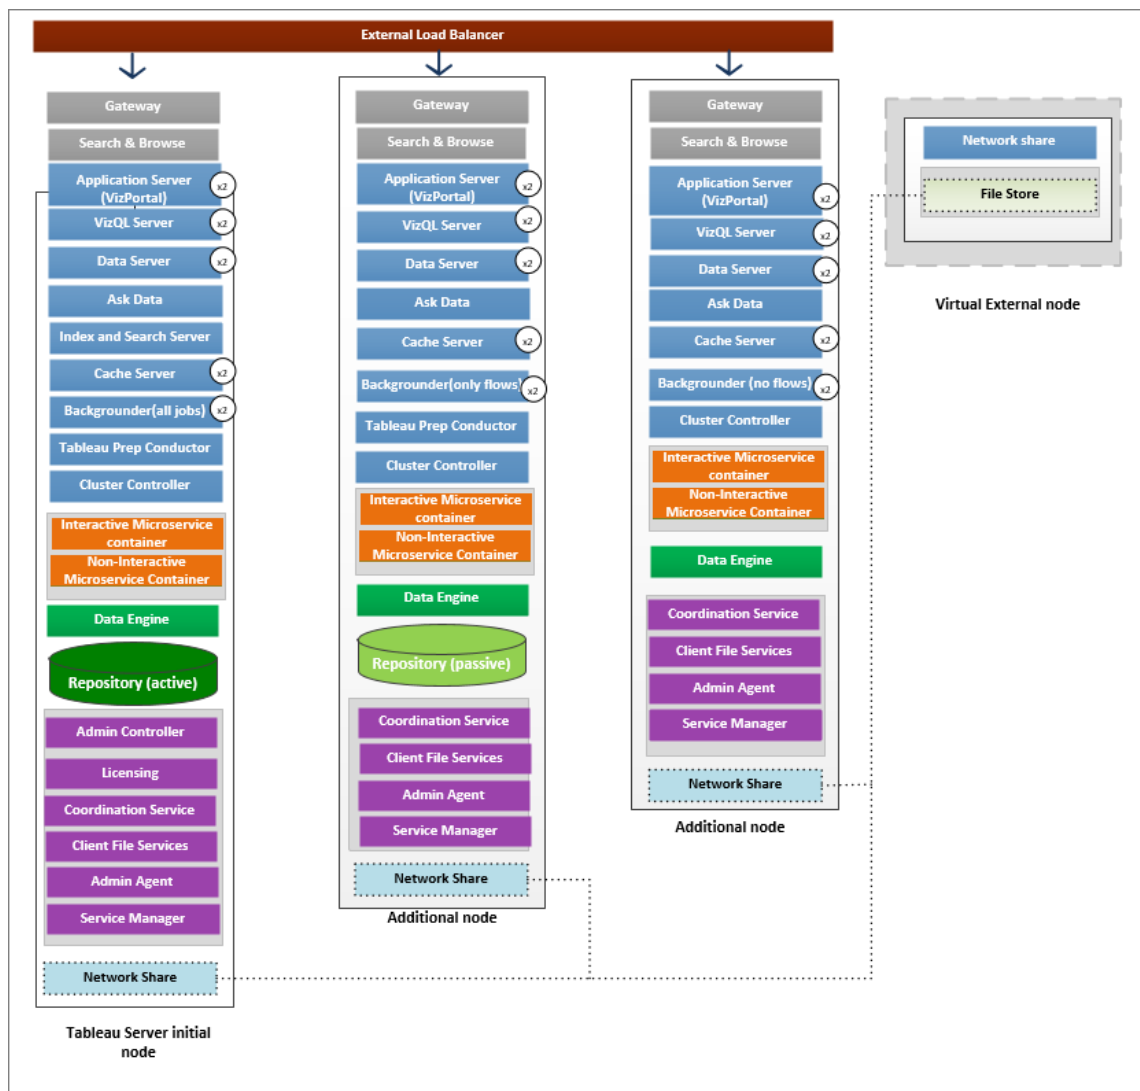 External Load Balancer
Gateway
Search & Browse
Application Server
(VizPortal)
x2
VizQL Server
x2
Data Server
x2
Ask Data
Index and Search Server
Cache Server
x2
Backgrounder(all jobs)
x2
Tableau Prep Conductor
Cluster Controller
Interactive Microservice
container
Non-Interactive
Microservice Container
Data Engine
Repository (active)
Admin Controller
Licensing
Coordination Service
Client File Services
Admin Agent
Service Manager
Network Share
Tableau Server initial
node
Gateway
Search & Browse
Application Server
(VizPortal)
x2
VizQL Server
x2
Data Server
x2
Ask Data
Cache Server
x2
Backgrounder(only flows)
x2
Tableau Prep Conductor
Cluster Controller
Interactive Microservice
container
Non-Interactive
Microservice Container
Data Engine
Repository (passive)
Coordination Service
Client File Services
Admin Agent
Service Manager
Network Share
Additional node
Gateway
Search & Browse
Application Server
(VizPortal)
x2
VizQL Server
x2
Data Server
x2
Ask Data
Cache Server
x2
Backgrounder (no flows)
x2
Cluster Controller
Interactive Microservice
container
Non-Interactive
Microservice Container
Data Engine
Coordination Service
Client File Services
Admin Agent
Service Manager
Network Share
Additional node
Network share
File Store
Virtual External node